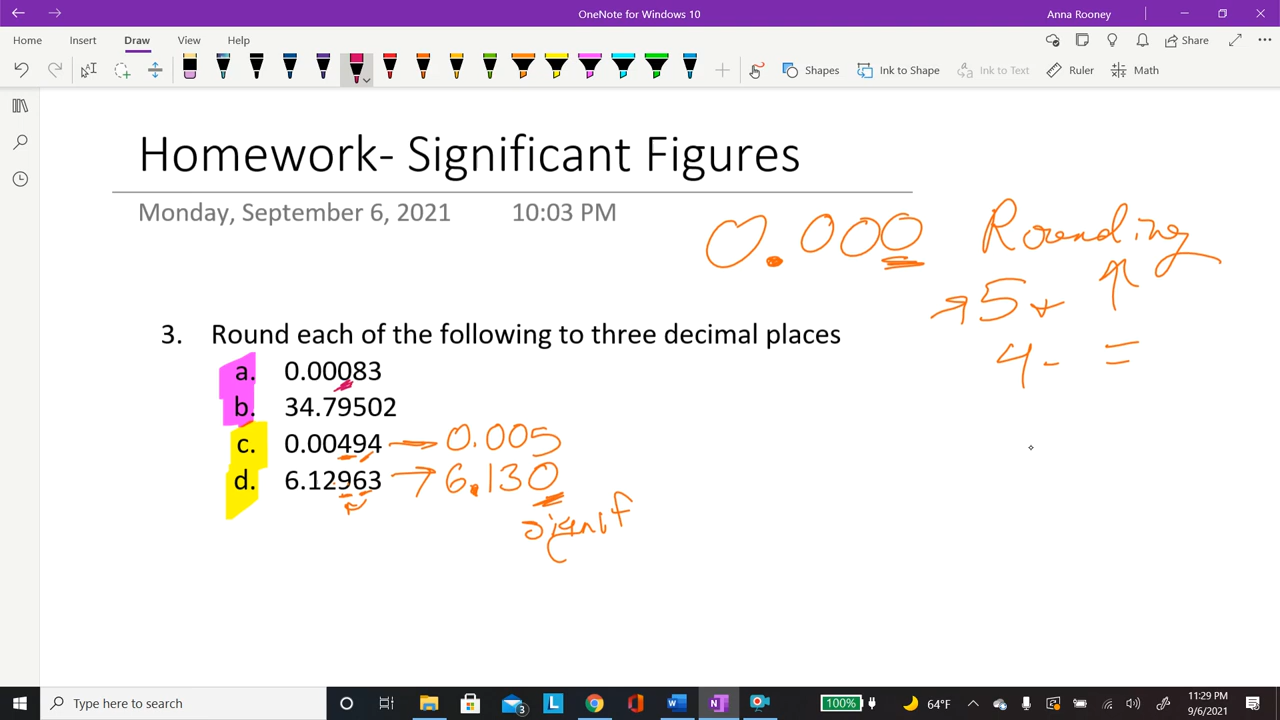 OneNote for Windows 10
Anna Rooney
Home Insert Draw View Help
Share
Shapes Ink to Shape Ink to Text Ruler Math
Homework- Significant Figures
Monday, September 6, 2021 10:03 PM
0.000 Rounding
→ 5+ ↑
4- =
3. Round each of the following to three decimal places
a. 0.00083
b. 34.79502
c. 0.00494 → 0.005
d. 6.12963 → 6.130
signif
Type here to search
100%
64°F
11:29 PM
9/6/2021